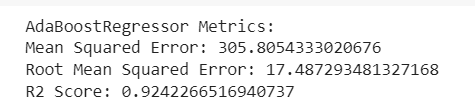 AdaBoostRegressor Metrics:
Mean Squared Error: 305.8054333020676
Root Mean Squared Error: 17.487293481327168
R2 Score: 0.9242266516940737